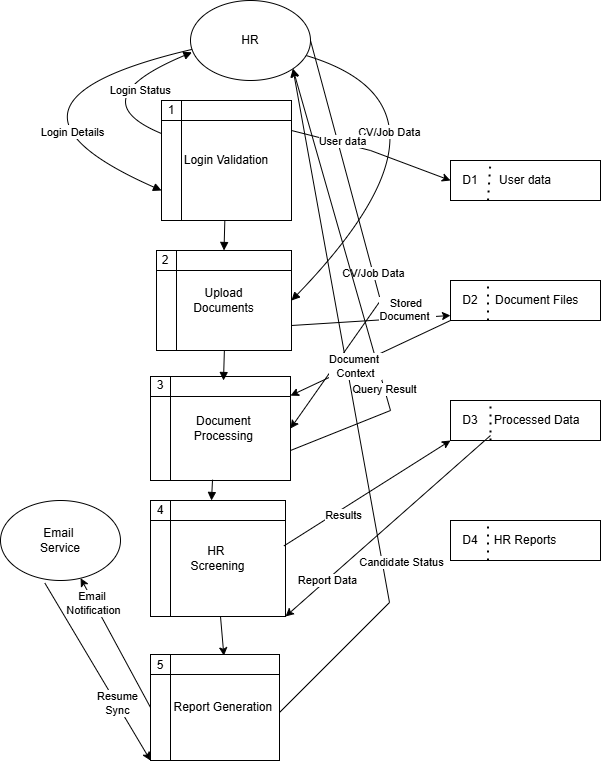 HR
Login Status
1
Login Details
CV/Job Data
User data
Login Validation
D1
User data
2
CV/Job Data
Upload
Documents
D2
Document Files
Stored
Document
Document
Context
3
Query Result
Document
Processing
D3
Processed Data
4
Results
Email
Service
HR
Screening
D4
HR Reports
Candidate Status
Report Data
Email
Notification
5
Resume
Sync
Report Generation